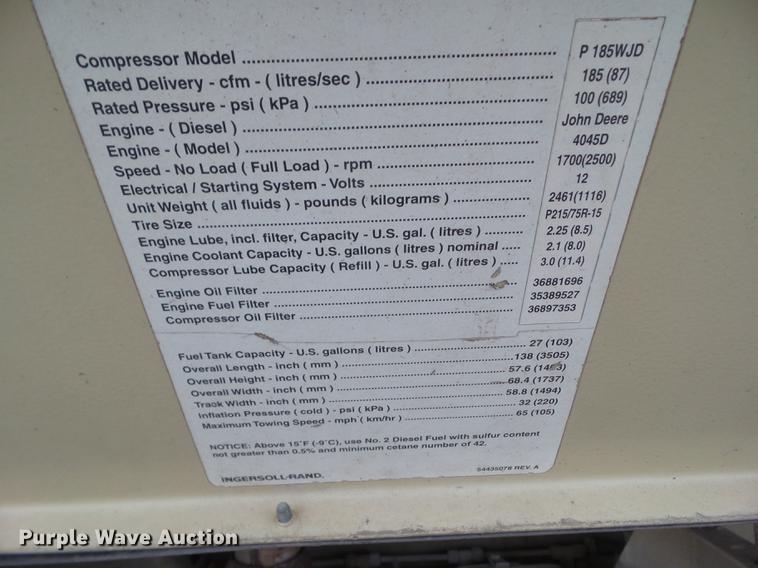 Compressor Model ........ P 185WJD
Rated Delivery - cfm - ( litres/sec ) ........ 185 (87)
Rated Pressure - psi ( kPa ) ........ 100 (689)
Engine - ( Diesel ) ........ John Deere
Engine - ( Model ) ........ 4045D
Speed - No Load ( Full Load ) - rpm ........ 1700(2500)
Electrical / Starting System - Volts ........ 12
Unit Weight ( all fluids ) - pounds ( kilograms ) ........ 2461(1116)
Tire Size ........ P215/75R-15
Engine Lube, incl. filter, Capacity - U.S. gal. ( litres ) ........ 2.25 (8.5)
Engine Coolant Capacity - U.S. gallons ( litres ) nominal ..... 2.1 (8.0)
Compressor Lube Capacity ( Refill ) - U.S. gal. ( litres ) ..... 3.0 (11.4)
Engine Oil Filter ........ 36881696
Engine Fuel Filter ........ 35389527
Compressor Oil Filter ........ 36897353
Fuel Tank Capacity - U.S. gallons ( litres ) ........ 27 (103)
Overall Length - inch ( mm ) ........ 138 (3505)
Overall Height - inch ( mm ) ........ 57.6
Overall Width - inch ( mm ) ........ 68.4 (1737)
Track Width - inch ( mm ) ........ 58.8 (1494)
Inflation Pressure ( cold ) - psi ( kPa ) ........ 32 (220)
Maximum Towing Speed - mph ( km/hr ) ........ 65 (105)
NOTICE: Above 15°F (-9°C), use No. 2 Diesel Fuel with sulfur content
not greater than 0.5% and minimum cetane number of 42.
INGERSOLL-RAND. 54435078 REV. A
Purple Wave Auction